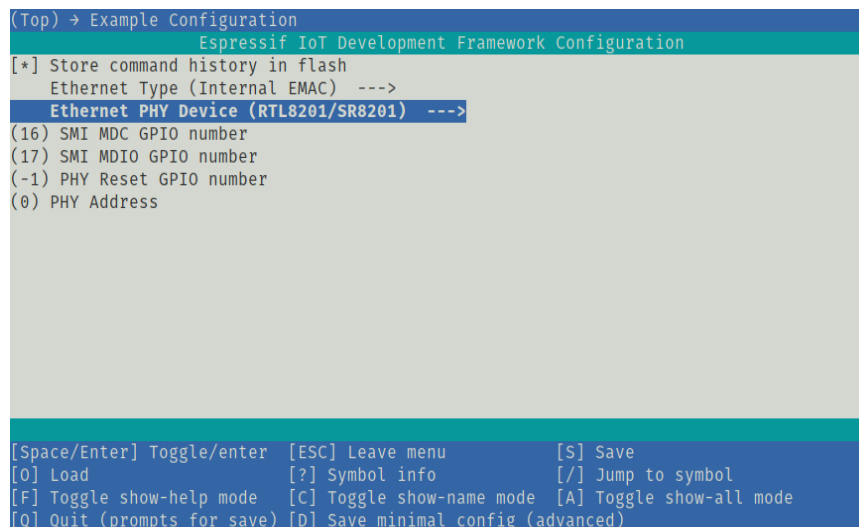 (Top) → Example Configuration
Espressif IoT Development Framework Configuration
[*] Store command history in flash
Ethernet Type (Internal EMAC)  --->
Ethernet PHY Device (RTL8201/SR8201)  --->
(16) SMI MDC GPIO number
(17) SMI MDIO GPIO number
(-1) PHY Reset GPIO number
(0) PHY Address
[Space/Enter] Toggle/enter  [ESC] Leave menu  [S] Save
[O] Load  [?] Symbol info  [/] Jump to symbol
[F] Toggle show-help mode  [C] Toggle show-name mode  [A] Toggle show-all mode
[Q] Quit (prompts for save)  [D] Save minimal config (advanced)